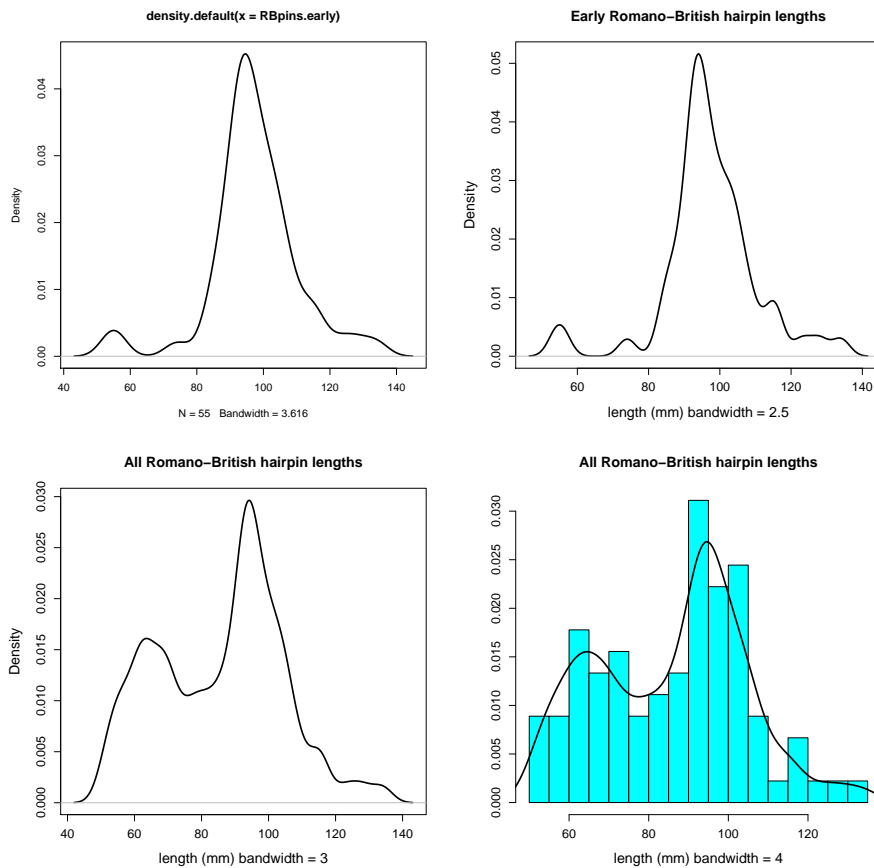 density.default(x = RBpins.early)
Density
0.00 0.01 0.02 0.03 0.04
40 60 80 100 120 140
N = 55 Bandwidth = 3.616
Early Romano−British hairpin lengths
Density
0.00 0.01 0.02 0.03 0.04 0.05
60 80 100 120 140
length (mm) bandwidth = 2.5
All Romano−British hairpin lengths
Density
0.000 0.005 0.010 0.015 0.020 0.025 0.030
40 60 80 100 120 140
length (mm) bandwidth = 3
All Romano−British hairpin lengths
0.000 0.005 0.010 0.015 0.020 0.025 0.030
60 80 100 120
length (mm) bandwidth = 4